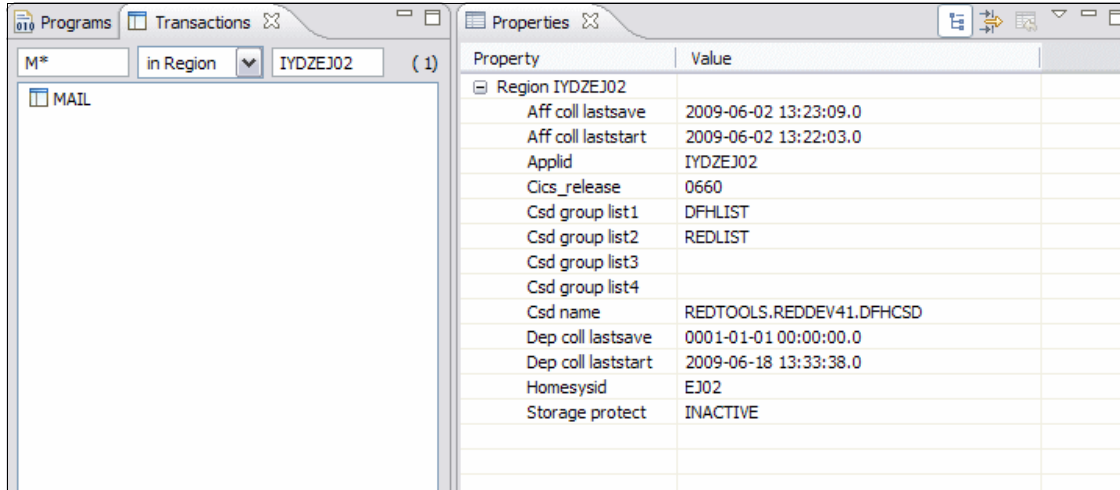 Programs Transactions
M* in Region IYDZEJ02 ( 1)
MAIL
Properties
Property Value
Region IYDZEJ02
Aff coll lastsave 2009-06-02 13:23:09.0
Aff coll laststart 2009-06-02 13:22:03.0
Applid IYDZEJ02
Cics_release 0660
Csd group list1 DFHLIST
Csd group list2 REDLIST
Csd group list3
Csd group list4
Csd name REDTOOLS.REDDEV41.DFHCSD
Dep coll lastsave 0001-01-01 00:00:00.0
Dep coll laststart 2009-06-18 13:33:38.0
Homesysid EJ02
Storage protect INACTIVE